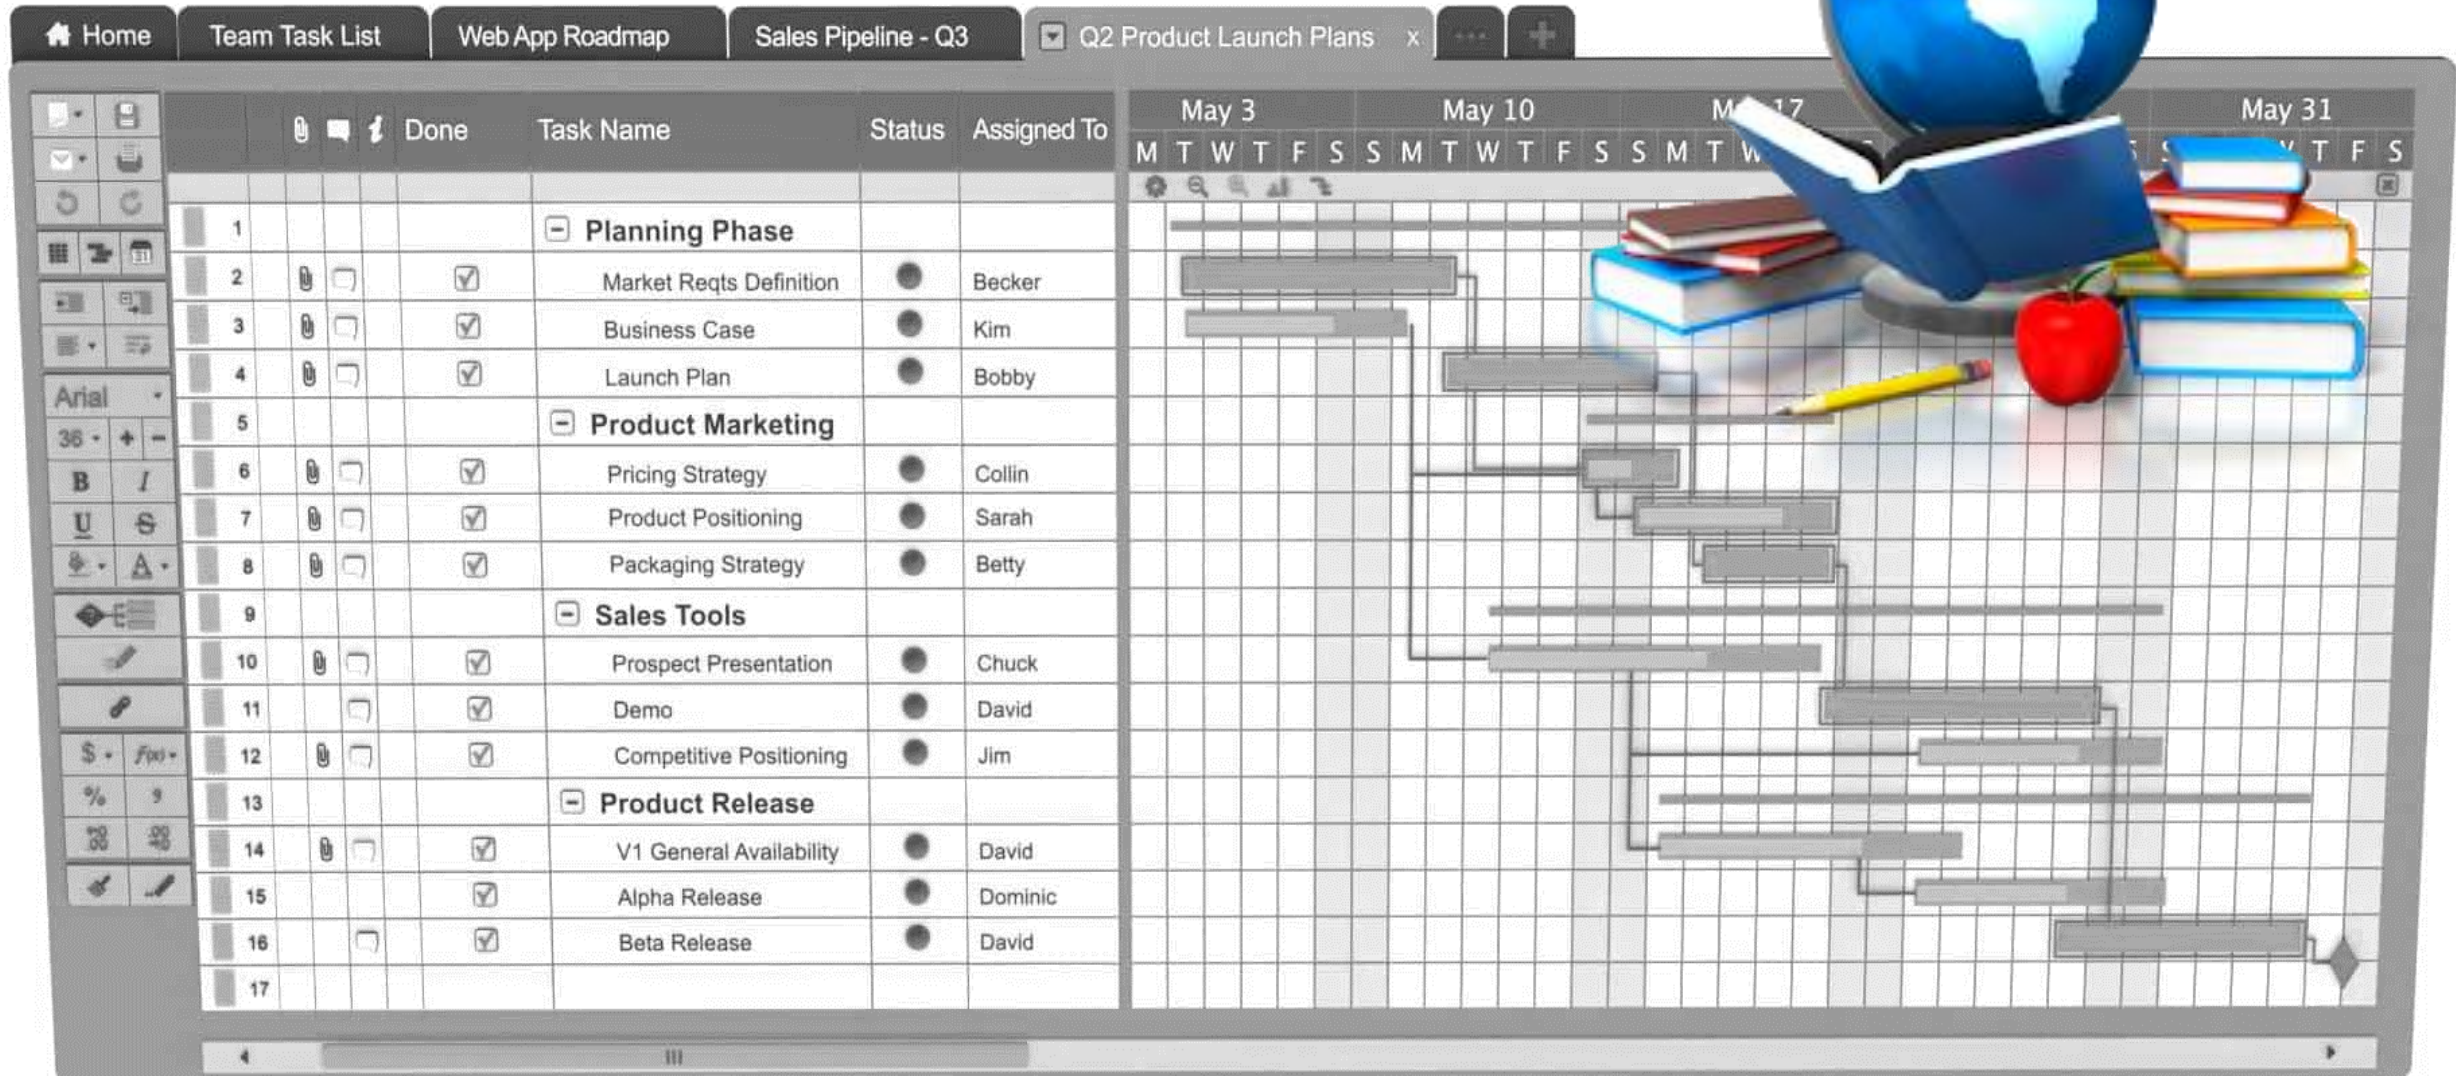 Home Team Task List Web App Roadmap Sales Pipeline - Q3 Q2 Product Launch Plans x ... +
Done Task Name Status Assigned To
May 3 May 10 May 31
M T W T F S S M T W T F S S M T W T F S
1 Planning Phase
2 Market Reqts Definition Becker
3 Business Case Kim
4 Launch Plan Bobby
5 Product Marketing
6 Pricing Strategy Collin
7 Product Positioning Sarah
8 Packaging Strategy Betty
9 Sales Tools
10 Prospect Presentation Chuck
11 Demo David
12 Competitive Positioning Jim
13 Product Release
14 V1 General Availability David
15 Alpha Release Dominic
16 Beta Release David
17
31
Arial
36 + −
B I
U S
A
$ f(x)
% 9